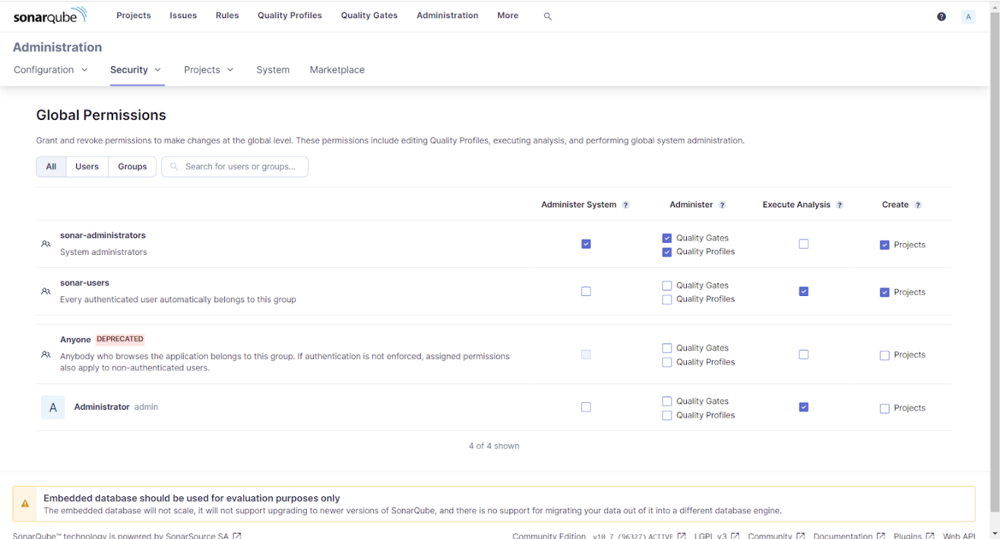 sonarqube Projects Issues Rules Quality Profiles Quality Gates Administration More ? A
Administration
Configuration Security Projects System Marketplace
Global Permissions
Grant and revoke permissions to make changes at the global level. These permissions include editing Quality Profiles, executing analysis, and performing global system administration.
All Users Groups Search for users or groups...
Administer System ? Administer ? Execute Analysis ? Create ?
sonar-administrators
System administrators
Quality Gates
Quality Profiles
Projects
sonar-users
Every authenticated user automatically belongs to this group
Quality Gates
Quality Profiles
Projects
Anyone DEPRECATED
Anybody who browses the application belongs to this group. If authentication is not enforced, assigned permissions
also apply to non-authenticated users.
Quality Gates
Quality Profiles
Projects
A Administrator admin
Quality Gates
Quality Profiles
Projects
4 of 4 shown
Embedded database should be used for evaluation purposes only
The embedded database will not scale, it will not support upgrading to newer versions of SonarQube, and there is no support for migrating your data out of it into a different database engine.
SonarQube™ technology is powered by SonarSource SA Community Edition v10.7 (96327) ACTIVE LGPL v3 Community Documentation Plugins Web API